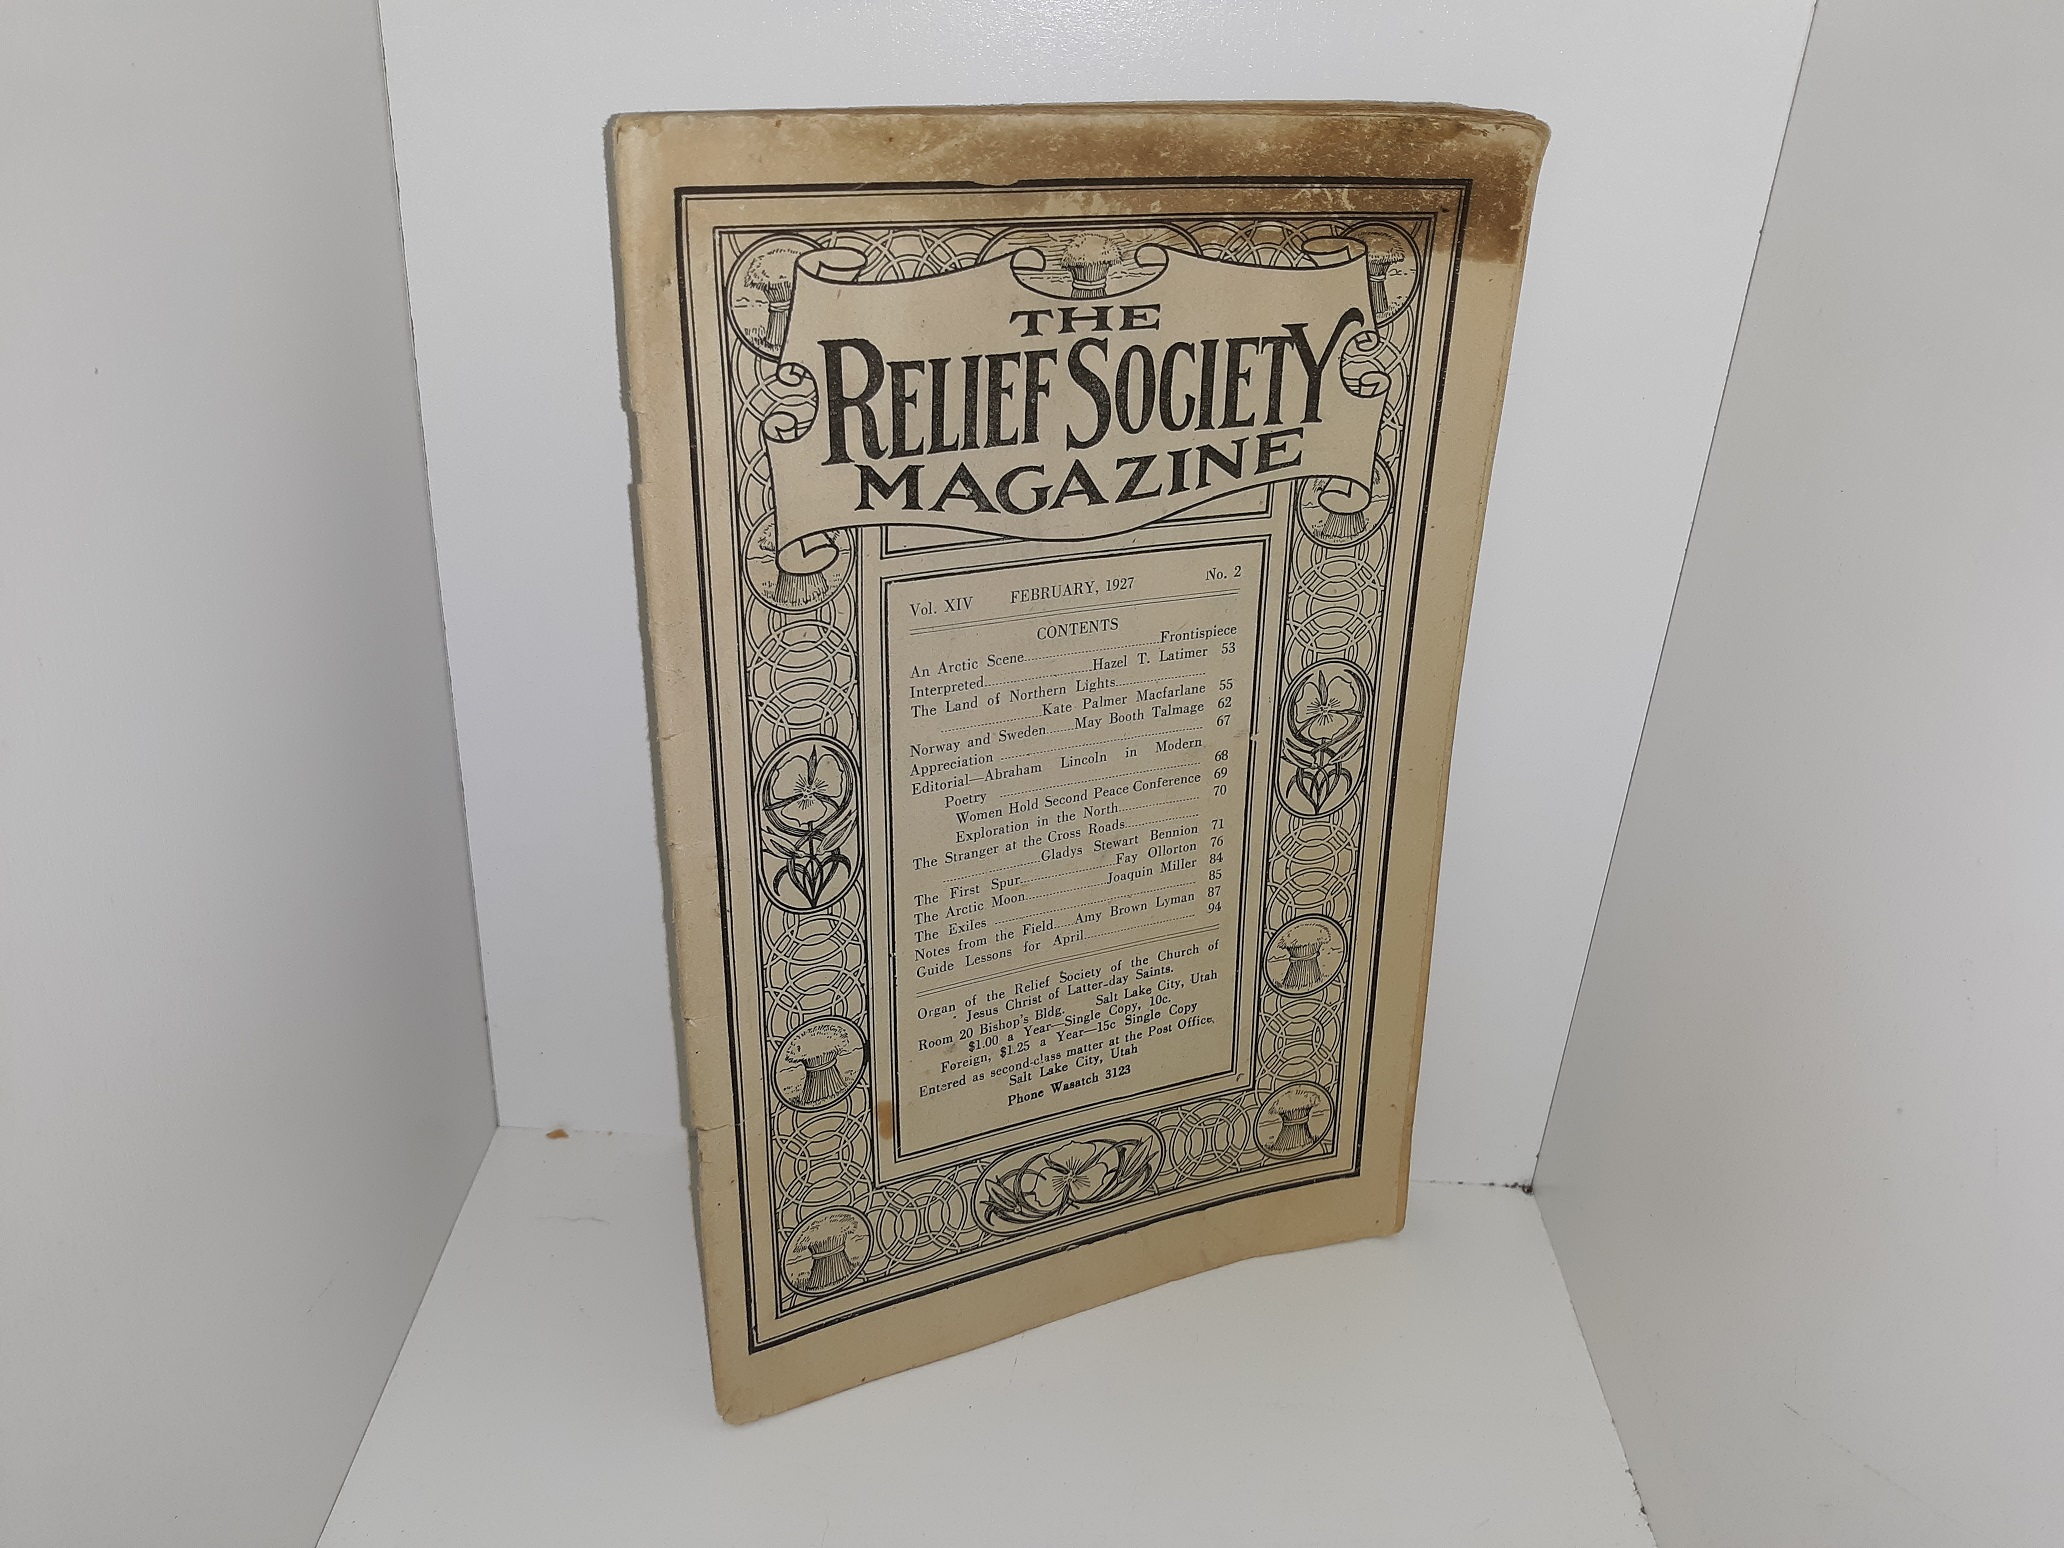 THE
RELIEF SOCIETY
MAGAZINE
Vol. XIV FEBRUARY, 1927 No. 2
CONTENTS
An Arctic Scene..............................Frontispiece
Interpreted........................Hazel T. Latimer 53
The Land of Northern Lights....................
......................Kate Palmer Macfarlane 55
Norway and Sweden.......May Booth Talmage 62
Appreciation .......................................... 67
Editorial—Abraham Lincoln in Modern
Poetry .......................................... 68
Women Hold Second Peace Conference 69
Exploration in the North.................. 70
The Stranger at the Cross Roads................
......................Gladys Stewart Bennion 71
The First Spur........................Fay Ollorton 76
The Arctic Moon....................Joaquin Miller 84
The Exiles .......................................... 85
Notes from the Field.....Amy Brown Lyman 87
Guide Lessons for April......................... 94
Organ of the Relief Society of the Church of
Jesus Christ of Latter-day Saints.
Room 20 Bishop's Bldg. Salt Lake City, Utah
$1.00 a Year—Single Copy, 10c.
Foreign, $1.25 a Year—15c Single Copy
Entered as second-class matter at the Post Office,
Salt Lake City, Utah
Phone Wasatch 3123